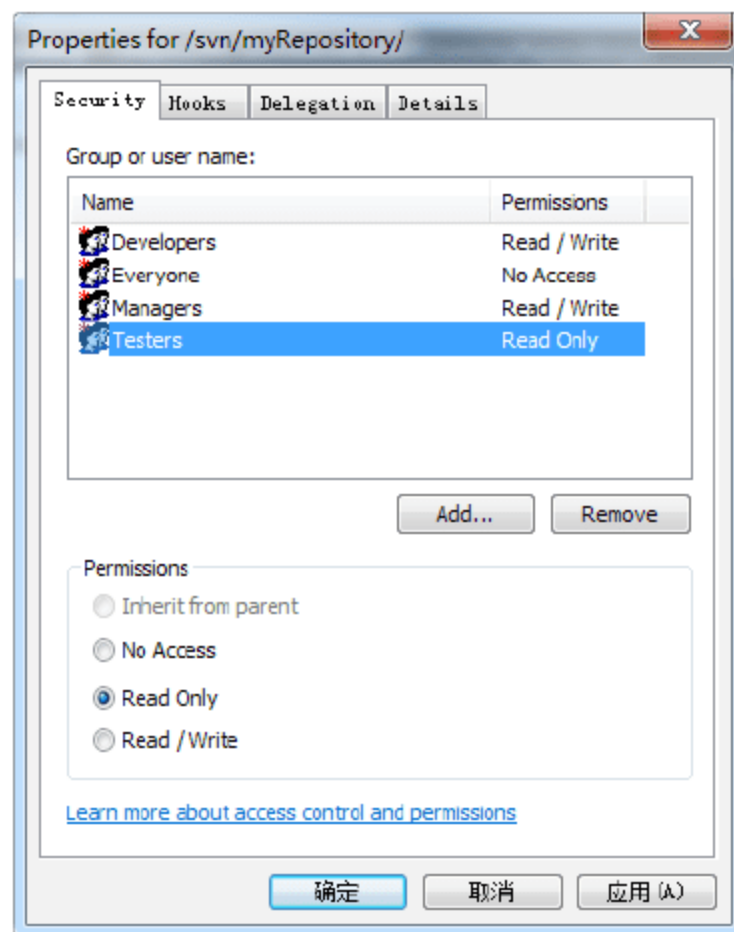 Properties for /svn/myRepository/
Security Hooks Delegation Details
Group or user name:
Name Permissions
Developers Read / Write
Everyone No Access
Managers Read / Write
Testers Read Only
Add... Remove
Permissions
Inherit from parent
No Access
Read Only
Read / Write
Learn more about access control and permissions
确定 取消 应用(A)